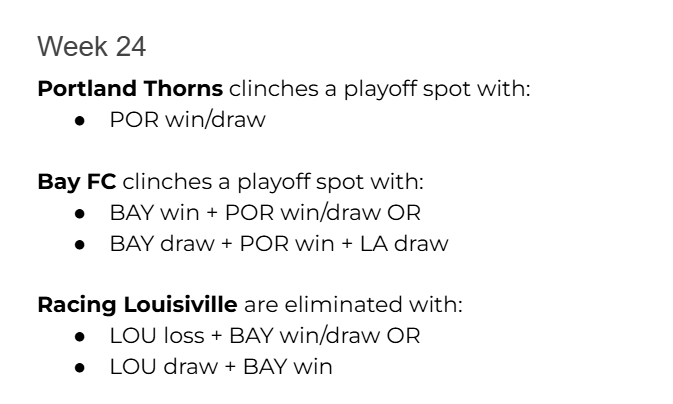 Week 24
Portland Thorns clinches a playoff spot with:
● POR win/draw
Bay FC clinches a playoff spot with:
● BAY win + POR win/draw OR
● BAY draw + POR win + LA draw
Racing Louisiville are eliminated with:
● LOU loss + BAY win/draw OR
● LOU draw + BAY win